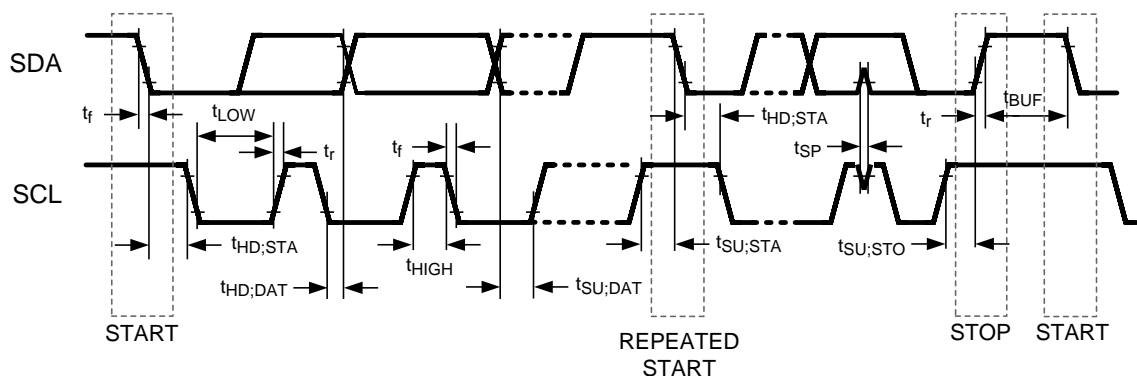 SDA
t_f
t_LOW
t_r
t_f
t_HD;STA
t_SP
t_r
t_BUF
SCL
t_HD;STA
t_HD;DAT
t_HIGH
t_SU;DAT
t_SU;STA
t_SU;STO
START
REPEATED
START
STOP
START